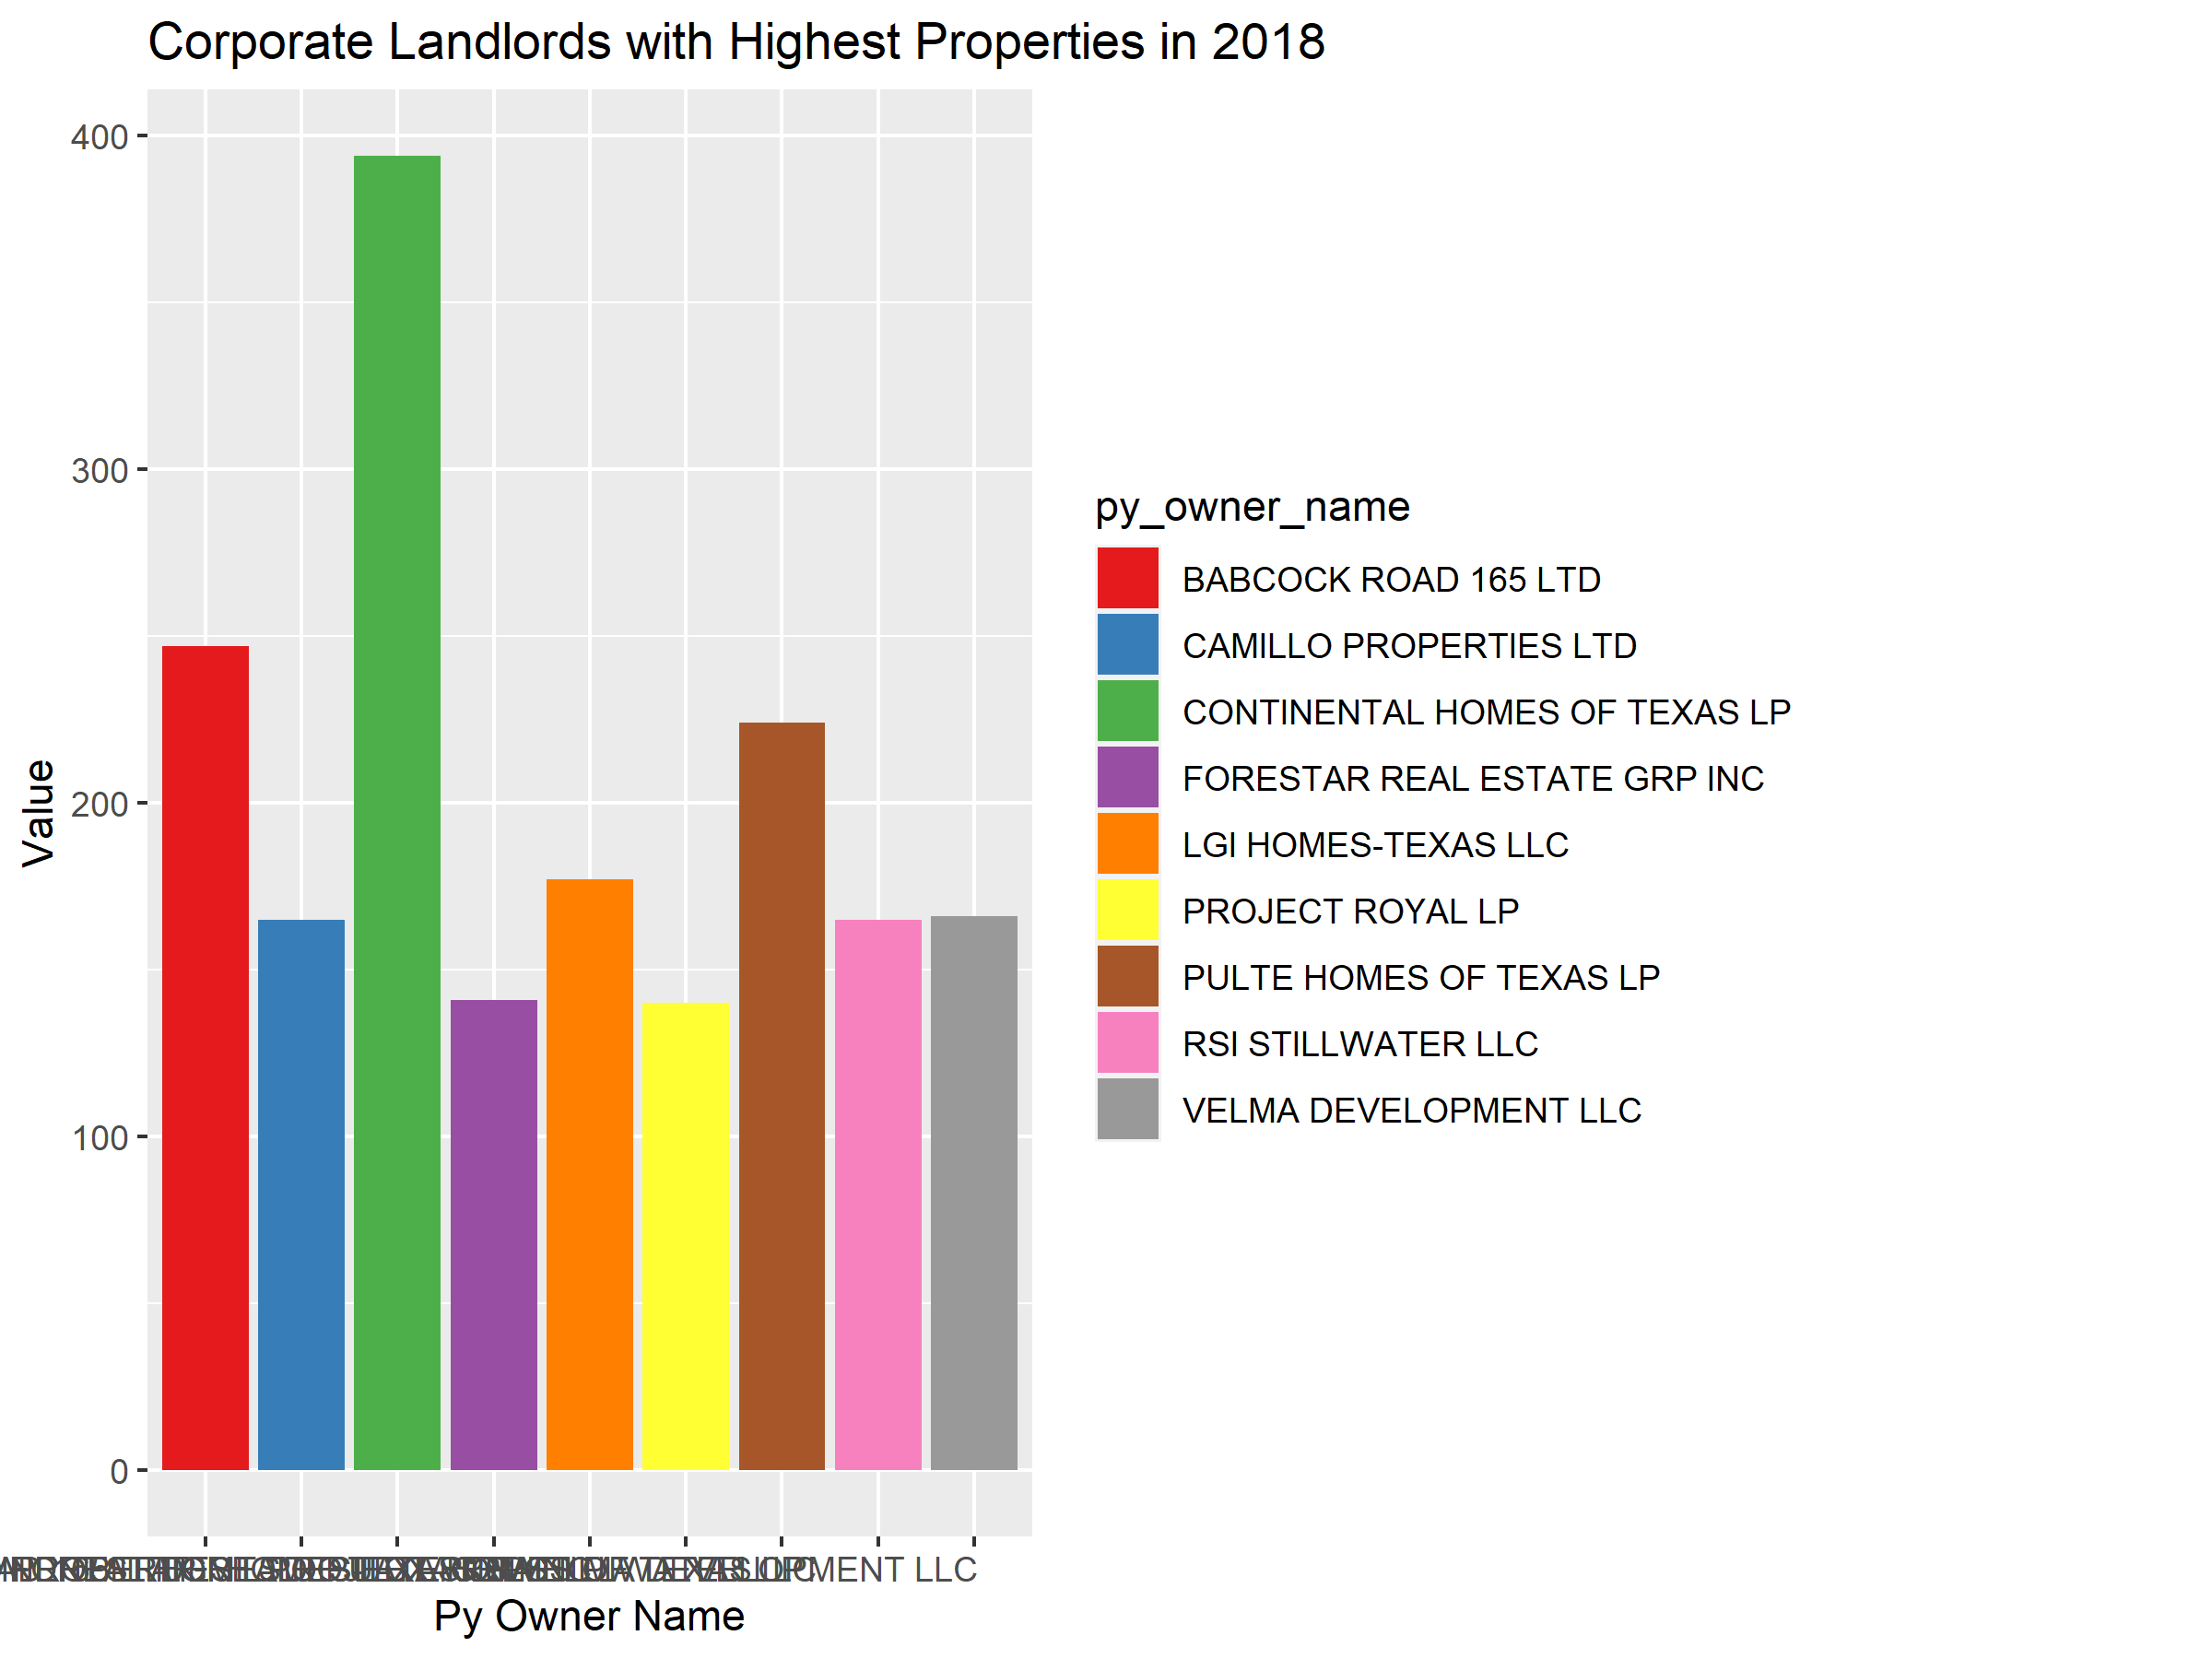 Corporate Landlords with Highest Properties in 2018
400
300
200
100
0
Value
PMENT LLC
Py Owner Name
py_owner_name
BABCOCK ROAD 165 LTD
CAMILLO PROPERTIES LTD
CONTINENTAL HOMES OF TEXAS LP
FORESTAR REAL ESTATE GRP INC
LGI HOMES-TEXAS LLC
PROJECT ROYAL LP
PULTE HOMES OF TEXAS LP
RSI STILLWATER LLC
VELMA DEVELOPMENT LLC